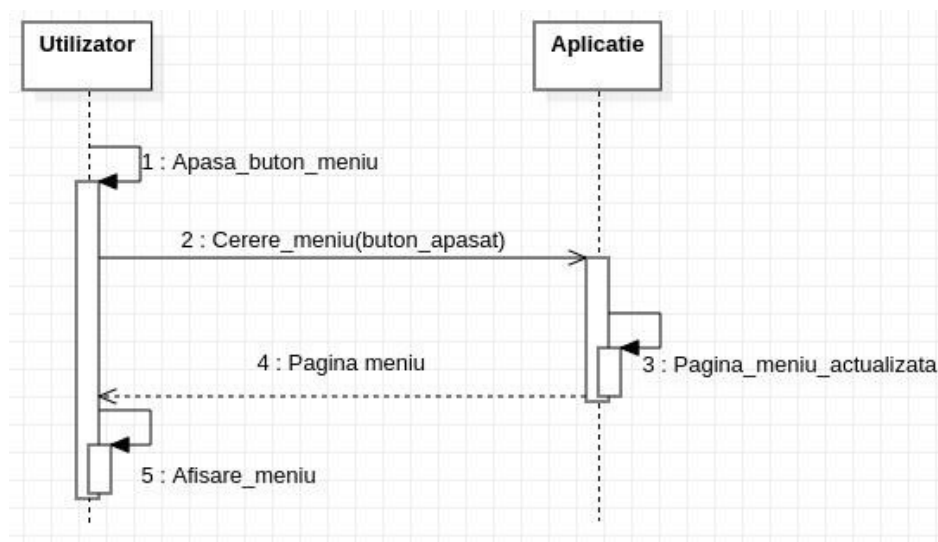 Utilizator
Aplicatie
1 : Apasa_buton_meniu
2 : Cerere_meniu(buton_apasat)
3 : Pagina_meniu_actualizata
4 : Pagina meniu
5 : Afisare_meniu